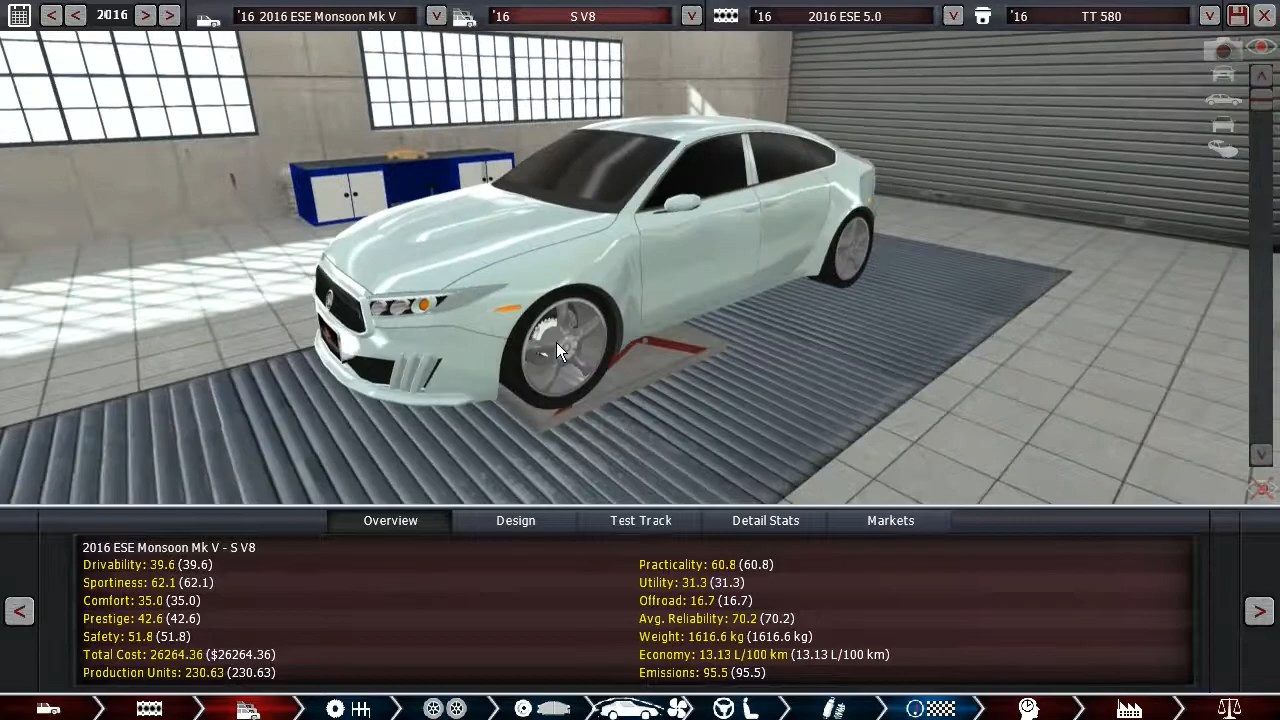 < < 2016 > > '16 2016 ESE Monsoon Mk V V '16 S V8 V '16 2016 ESE 5.0 V '16 TT 580 V
Overview Design Test Track Detail Stats Markets
2016 ESE Monsoon Mk V - S V8
Drivability: 39.6 (39.6)
Sportiness: 62.1 (62.1)
Comfort: 35.0 (35.0)
Prestige: 42.6 (42.6)
Safety: 51.8 (51.8)
Total Cost: 26264.36 ($26264.36)
Production Units: 230.63 (230.63)
Practicality: 60.8 (60.8)
Utility: 31.3 (31.3)
Offroad: 16.7 (16.7)
Avg. Reliability: 70.2 (70.2)
Weight: 1616.6 kg (1616.6 kg)
Economy: 13.13 L/100 km (13.13 L/100 km)
Emissions: 95.5 (95.5)
< >